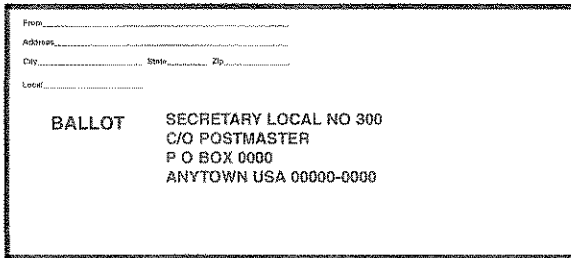 From
Address
City State Zip
Local
BALLOT SECRETARY LOCAL NO 300
C/O POSTMASTER
P O BOX 0000
ANYTOWN USA 00000-0000